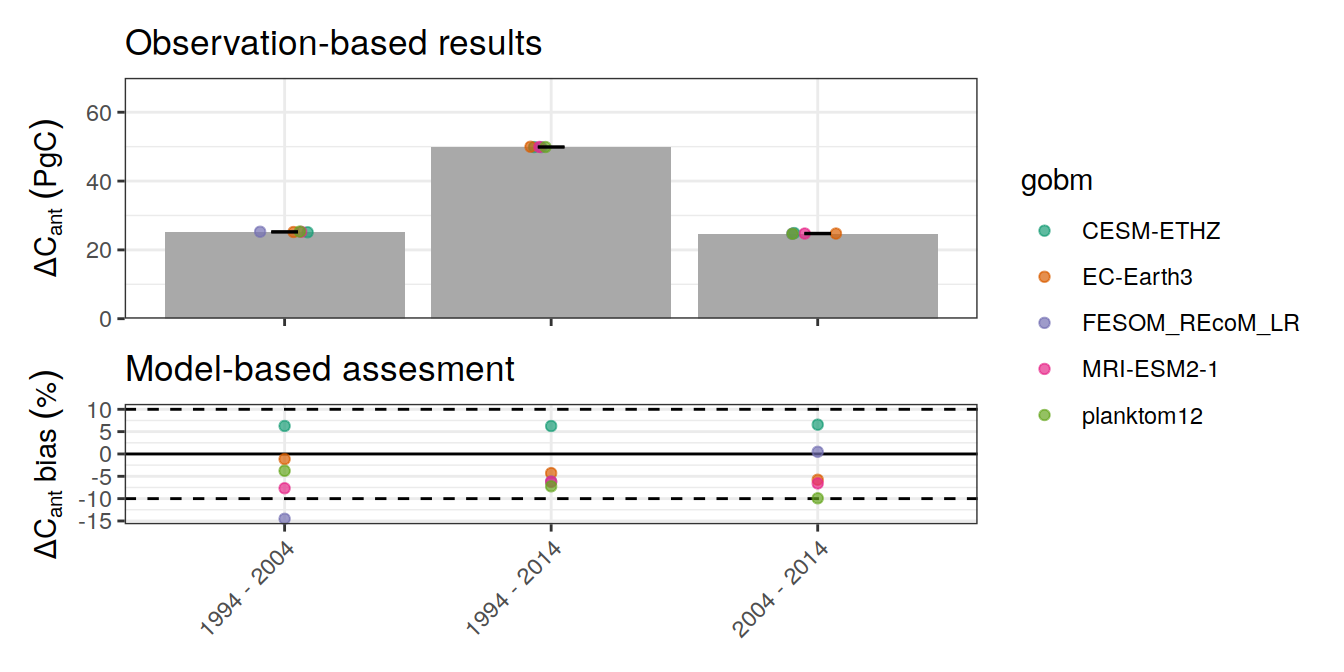 Observation-based results
ΔCant (PgC)
60
40
20
0
Model-based assesment
ΔCant bias (%)
10
5
0
-5
-10
-15
1994 - 2004
1994 - 2014
2004 - 2014
gobm
CESM-ETHZ
EC-Earth3
FESOM_REcoM_LR
MRI-ESM2-1
planktom12